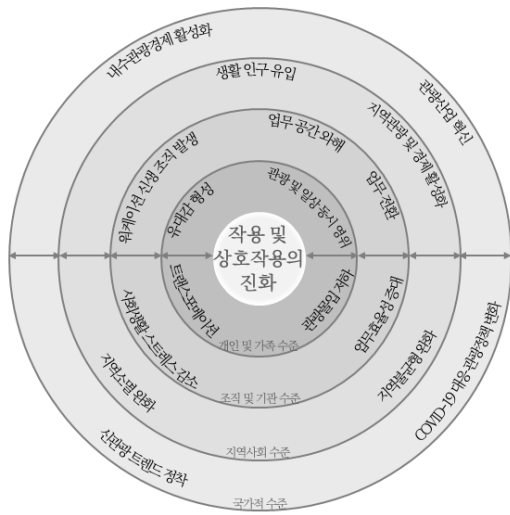 내수관광경제 활성화
관광산업 혁신
생활 인구 유입
지역관광 및 경제 활성화
업무 공간 와해
업무 전환
워케이션 신생 조직 발생
유대감 형성
관광 및 일상 동시 영위
작용 및
상호작용의
진화
트랜스포메이션
관광몰입 저하
개인 및 가족 수준
사회생활 스트레스 감소
업무효율성 증대
조직 및 기관 수준
지역소멸 완화
지역불균형 완화
지역사회 수준
신관광 트렌드 정착
COVID-19 대응 관광정책 변화
국가적 수준